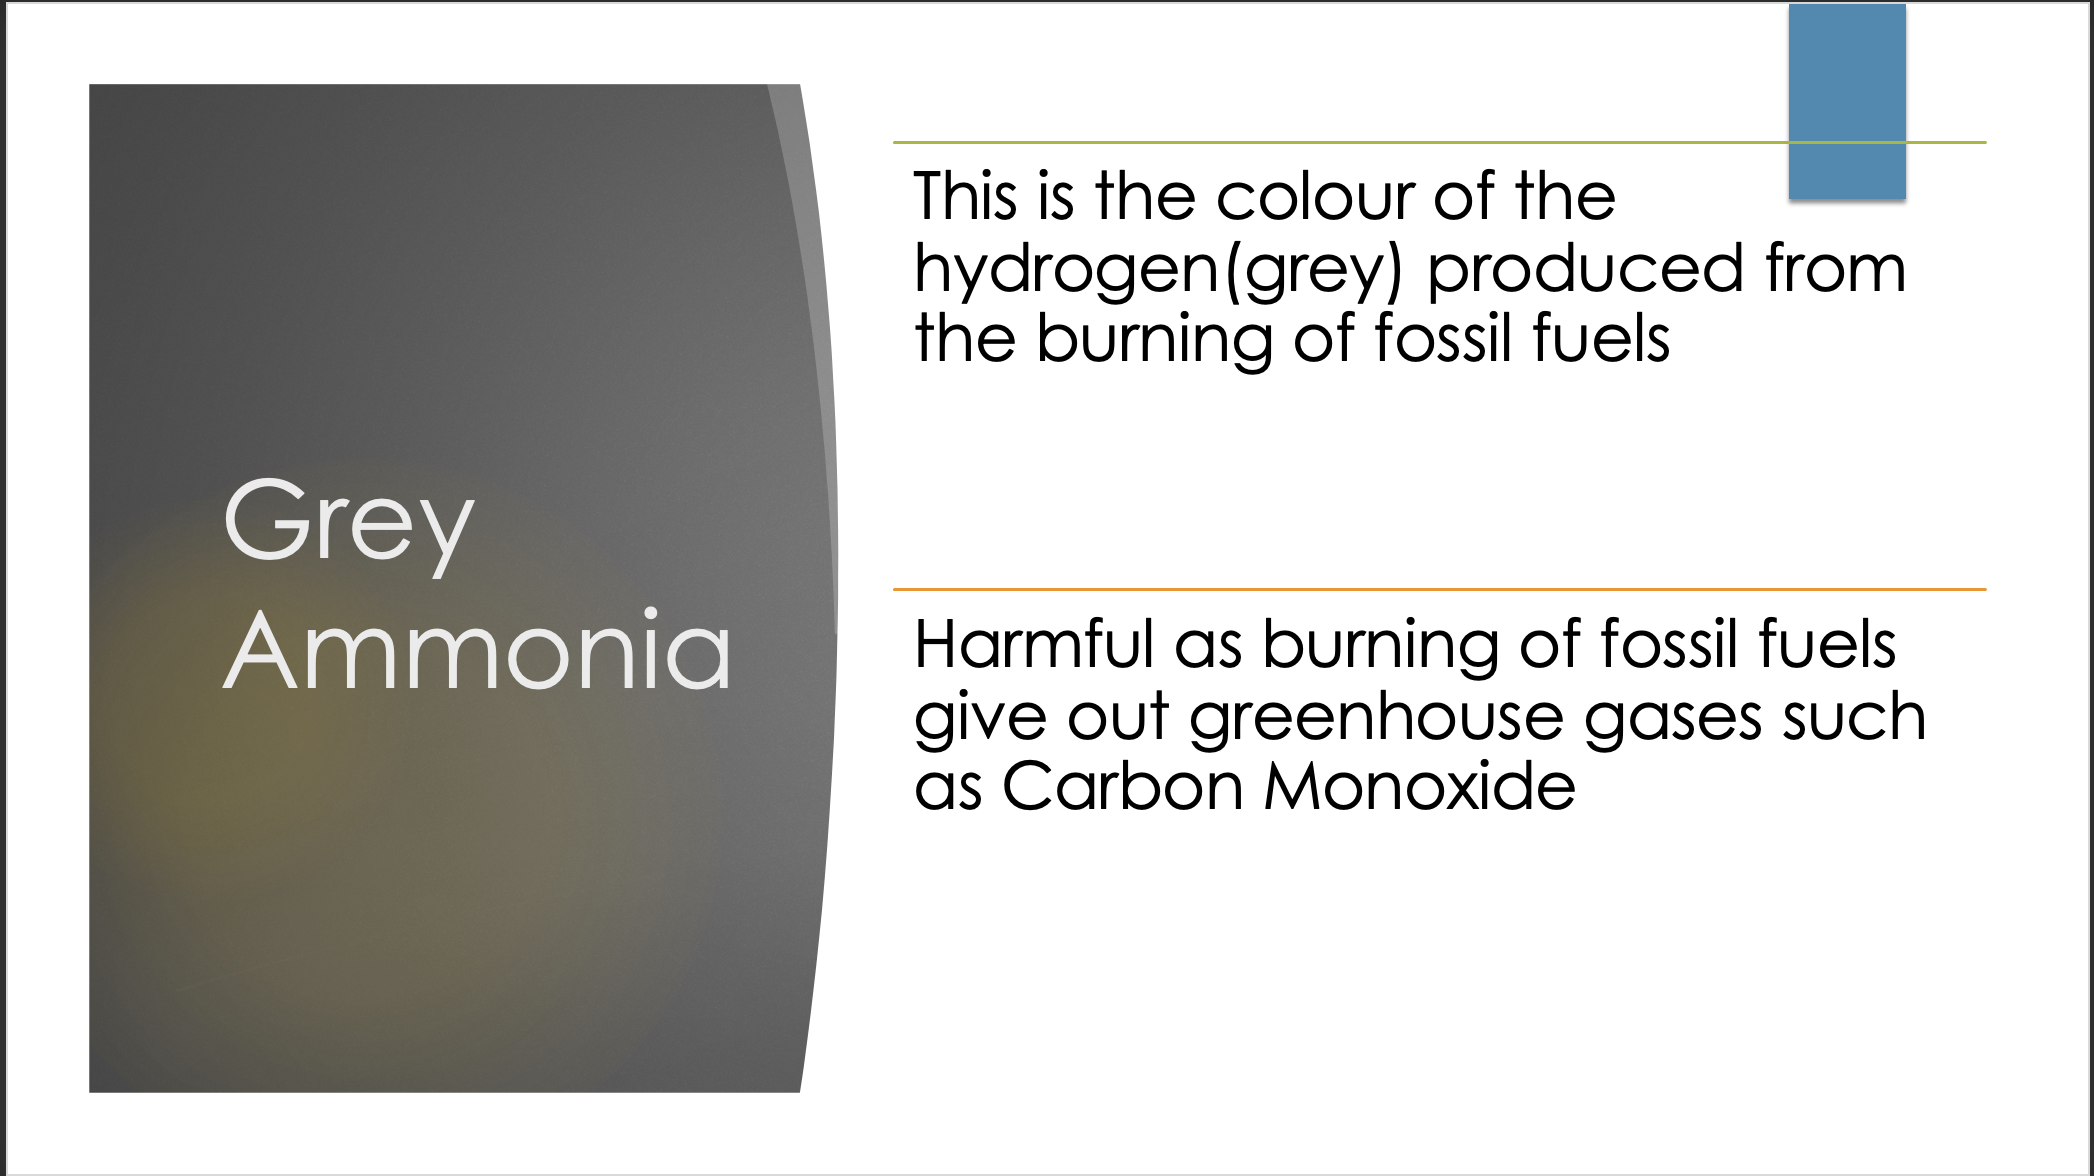 Grey
Ammonia
This is the colour of the
hydrogen(grey) produced from
the burning of fossil fuels
Harmful as burning of fossil fuels
give out greenhouse gases such
as Carbon Monoxide